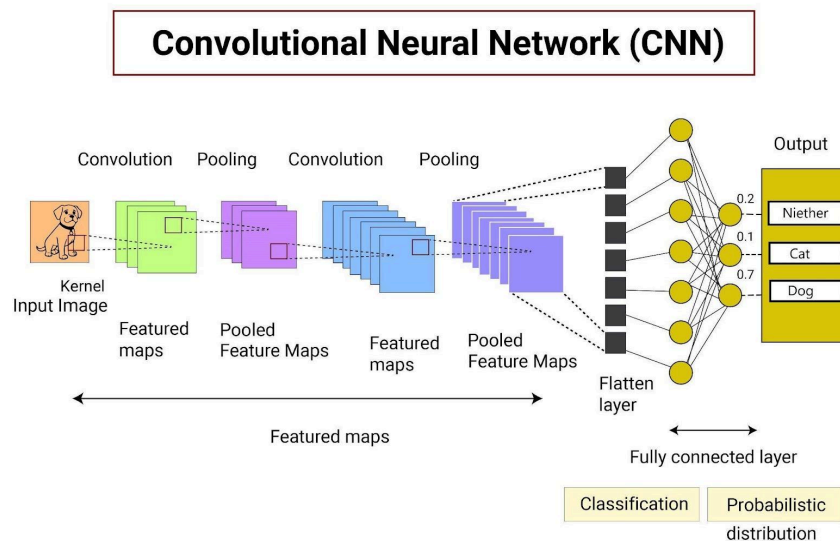 Convolutional Neural Network (CNN)
Convolution
Pooling
Convolution
Pooling
Output
Kernel
Input Image
Featured
maps
Pooled
Feature Maps
Featured
maps
Pooled
Feature Maps
Featured maps
Flatten
layer
0.2
Niether
0.1
Cat
0.7
Dog
Fully connected layer
Classification
Probabilistic
distribution